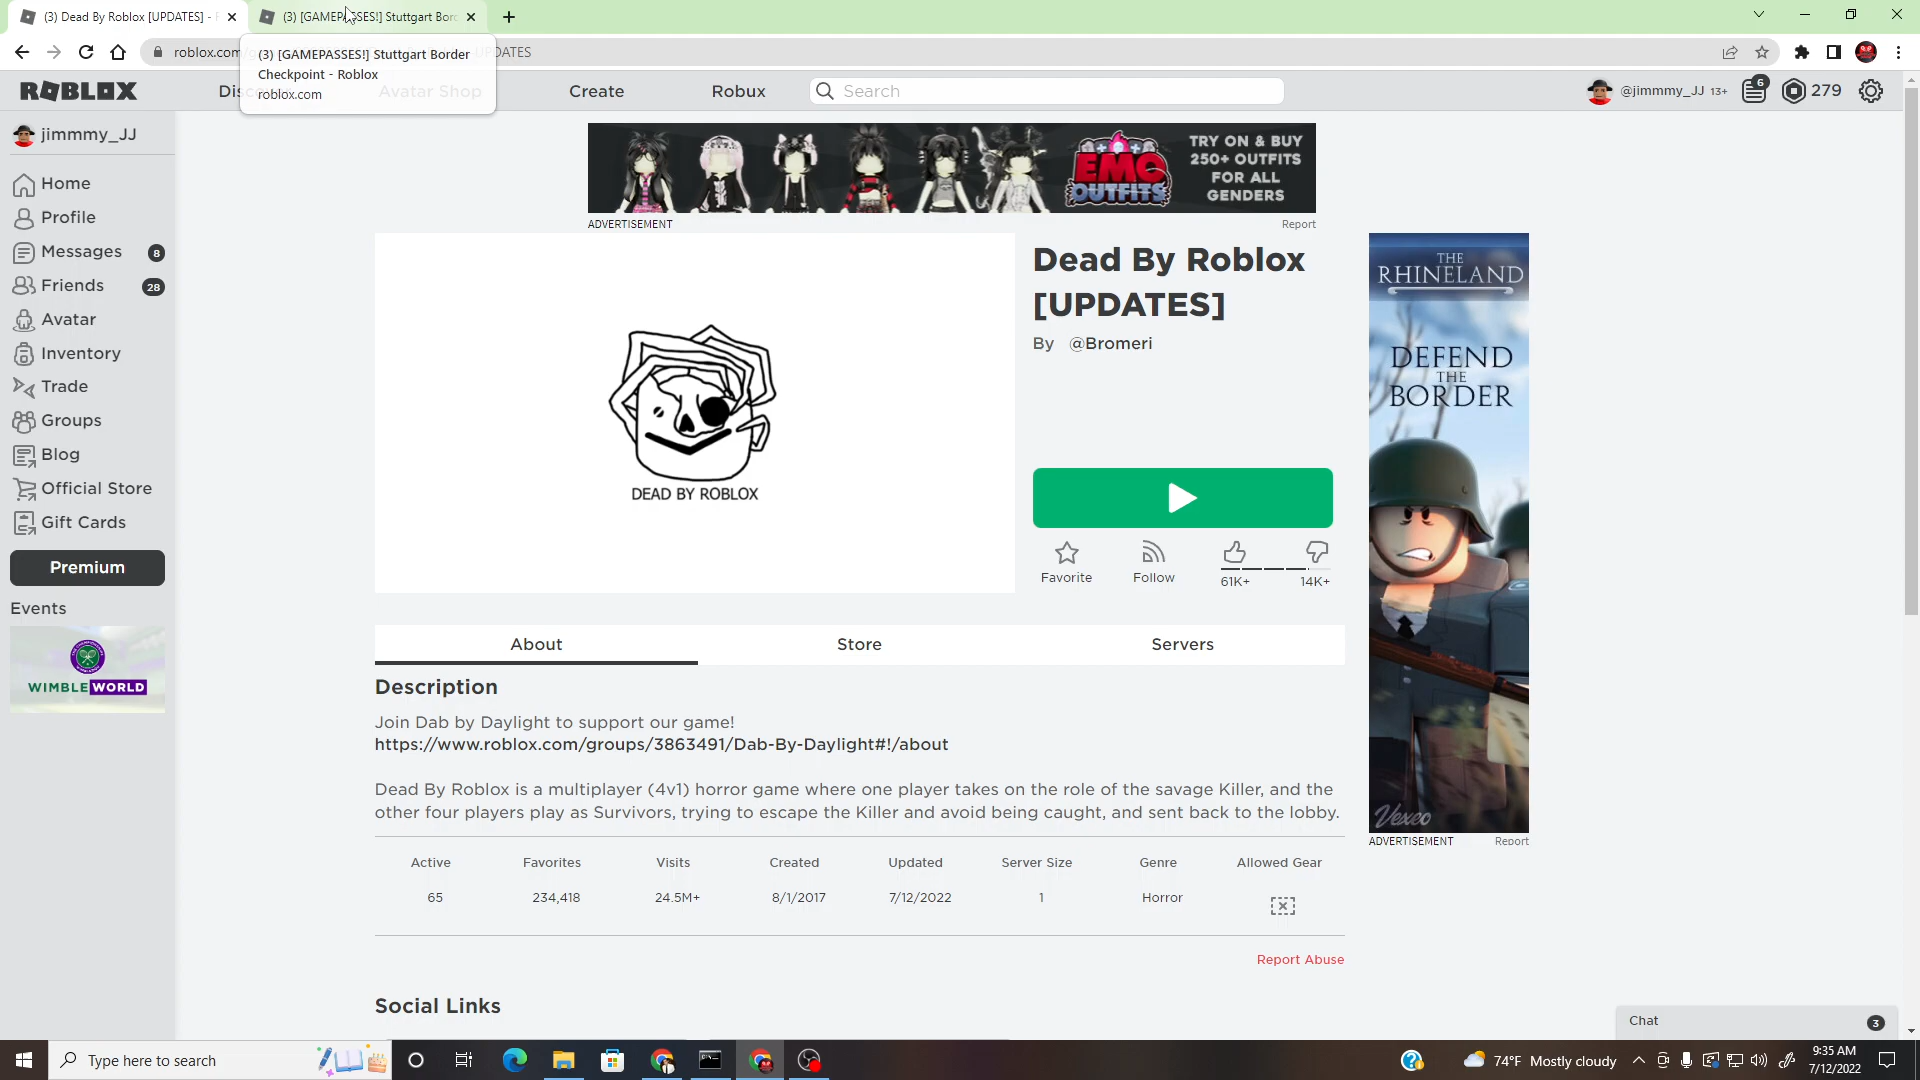 (3) Dead By Roblox [UPDATES] -
(3) [GAMEPASSES!] Stuttgart Bor
roblox.com
UPDATES
(3) [GAMEPASSES!] Stuttgart Border
Checkpoint - Roblox
roblox.com
ROBLOX
Avatar Shop
Create
Robux
Search
@jimmmy_JJ 13+
6
279
jimmmy_JJ
Home
Profile
Messages 8
Friends 28
Avatar
Inventory
Trade
Groups
Blog
Official Store
Gift Cards
Premium
Events
WIMBLEWORLD
EMO
OUTFITS
TRY ON & BUY
250+ OUTFITS
FOR ALL
GENDERS
ADVERTISEMENT
Report
DEAD BY ROBLOX
Dead By Roblox
[UPDATES]
By @Bromeri
Favorite
Follow
61K+
14K+
THE
RHINELAND
DEFEND
THE
BORDER
Vexeo
ADVERTISEMENT
Report
About
Store
Servers
Description
Join Dab by Daylight to support our game!
https://www.roblox.com/groups/3863491/Dab-By-Daylight#!/about
Dead By Roblox is a multiplayer (4v1) horror game where one player takes on the role of the savage Killer, and the
other four players play as Survivors, trying to escape the Killer and avoid being caught, and sent back to the lobby.
Active Favorites Visits Created Updated Server Size Genre Allowed Gear
65 234,418 24.5M+ 8/1/2017 7/12/2022 1 Horror
Report Abuse
Social Links
Chat 3
Type here to search
74°F Mostly cloudy
9:35 AM
7/12/2022